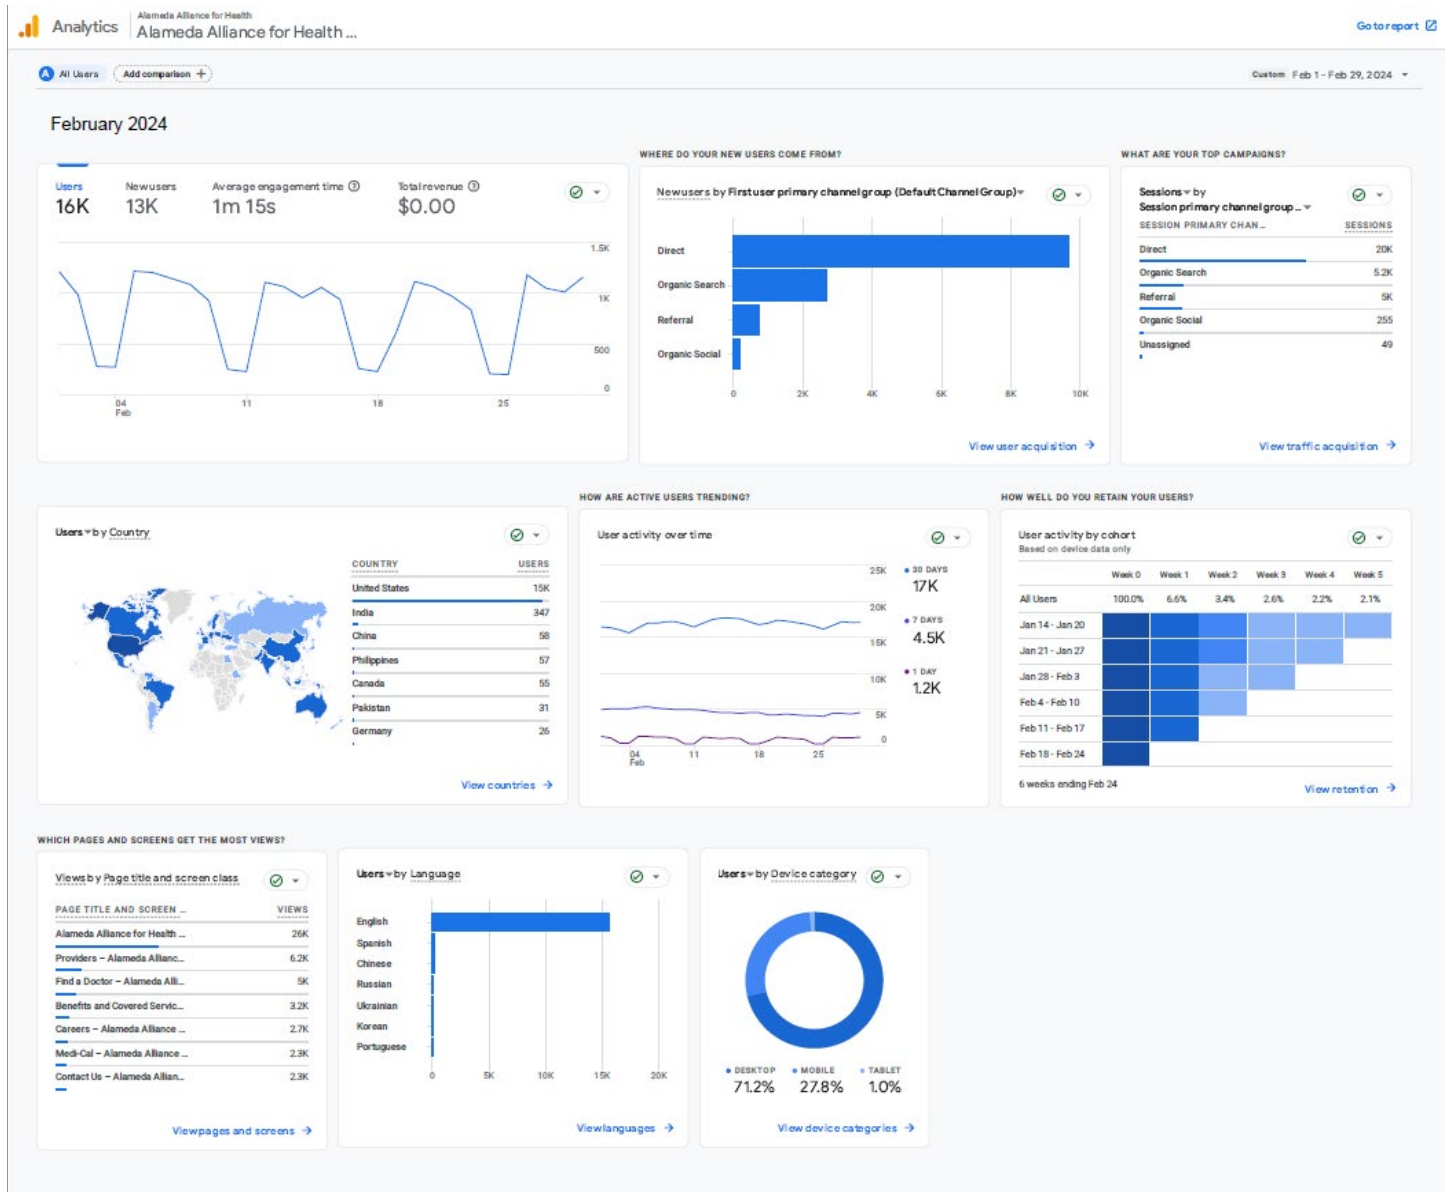 Analytics
Alameda Alliance for Health
Alameda Alliance for Health ...
Go to report
A All Users
Add comparison +
Custom Feb 1 - Feb 29, 2024
February 2024
Users
16K
New users
13K
Average engagement time
1m 15s
Total revenue
$0.00
1.5K
1K
500
0
04
Feb
11
18
25
WHERE DO YOUR NEW USERS COME FROM?
New users by First user primary channel group (Default Channel Group)
Direct
Organic Search
Referral
Organic Social
0
2K
4K
6K
8K
10K
View user acquisition
WHAT ARE YOUR TOP CAMPAIGNS?
Sessions by
Session primary channel group ...
SESSION PRIMARY CHAN... SESSIONS
Direct 20K
Organic Search 5.2K
Referral 5K
Organic Social 255
Unassigned 49
View traffic acquisition
Users by Country
COUNTRY USERS
United States 15K
India 347
China 58
Philippines 57
Canada 55
Pakistan 31
Germany 26
View countries
HOW ARE ACTIVE USERS TRENDING?
User activity over time
25K
20K
15K
10K
5K
0
04
Feb
11
18
25
30 DAYS
17K
7 DAYS
4.5K
1 DAY
1.2K
HOW WELL DO YOU RETAIN YOUR USERS?
User activity by cohort
Based on device data only
Week 0 Week 1 Week 2 Week 3 Week 4 Week 5
All Users 100.0% 6.6% 3.4% 2.6% 2.2% 2.1%
Jan 14 - Jan 20
Jan 21 - Jan 27
Jan 28 - Feb 3
Feb 4 - Feb 10
Feb 11 - Feb 17
Feb 18 - Feb 24
6 weeks ending Feb 24
View retention
WHICH PAGES AND SCREENS GET THE MOST VIEWS?
Views by Page title and screen class
PAGE TITLE AND SCREEN ... VIEWS
Alameda Alliance for Health ... 26K
Providers – Alameda Allianc... 6.2K
Find a Doctor – Alameda Alli... 5K
Benefits and Covered Servic... 3.2K
Careers – Alameda Alliance ... 2.7K
Medi-Cal – Alameda Alliance ... 2.3K
Contact Us – Alameda Allian... 2.3K
View pages and screens
Users by Language
English
Spanish
Chinese
Russian
Ukrainian
Korean
Portuguese
0
5K
10K
15K
20K
View languages
Users by Device category
DESKTOP
71.2%
MOBILE
27.8%
TABLET
1.0%
View device categories